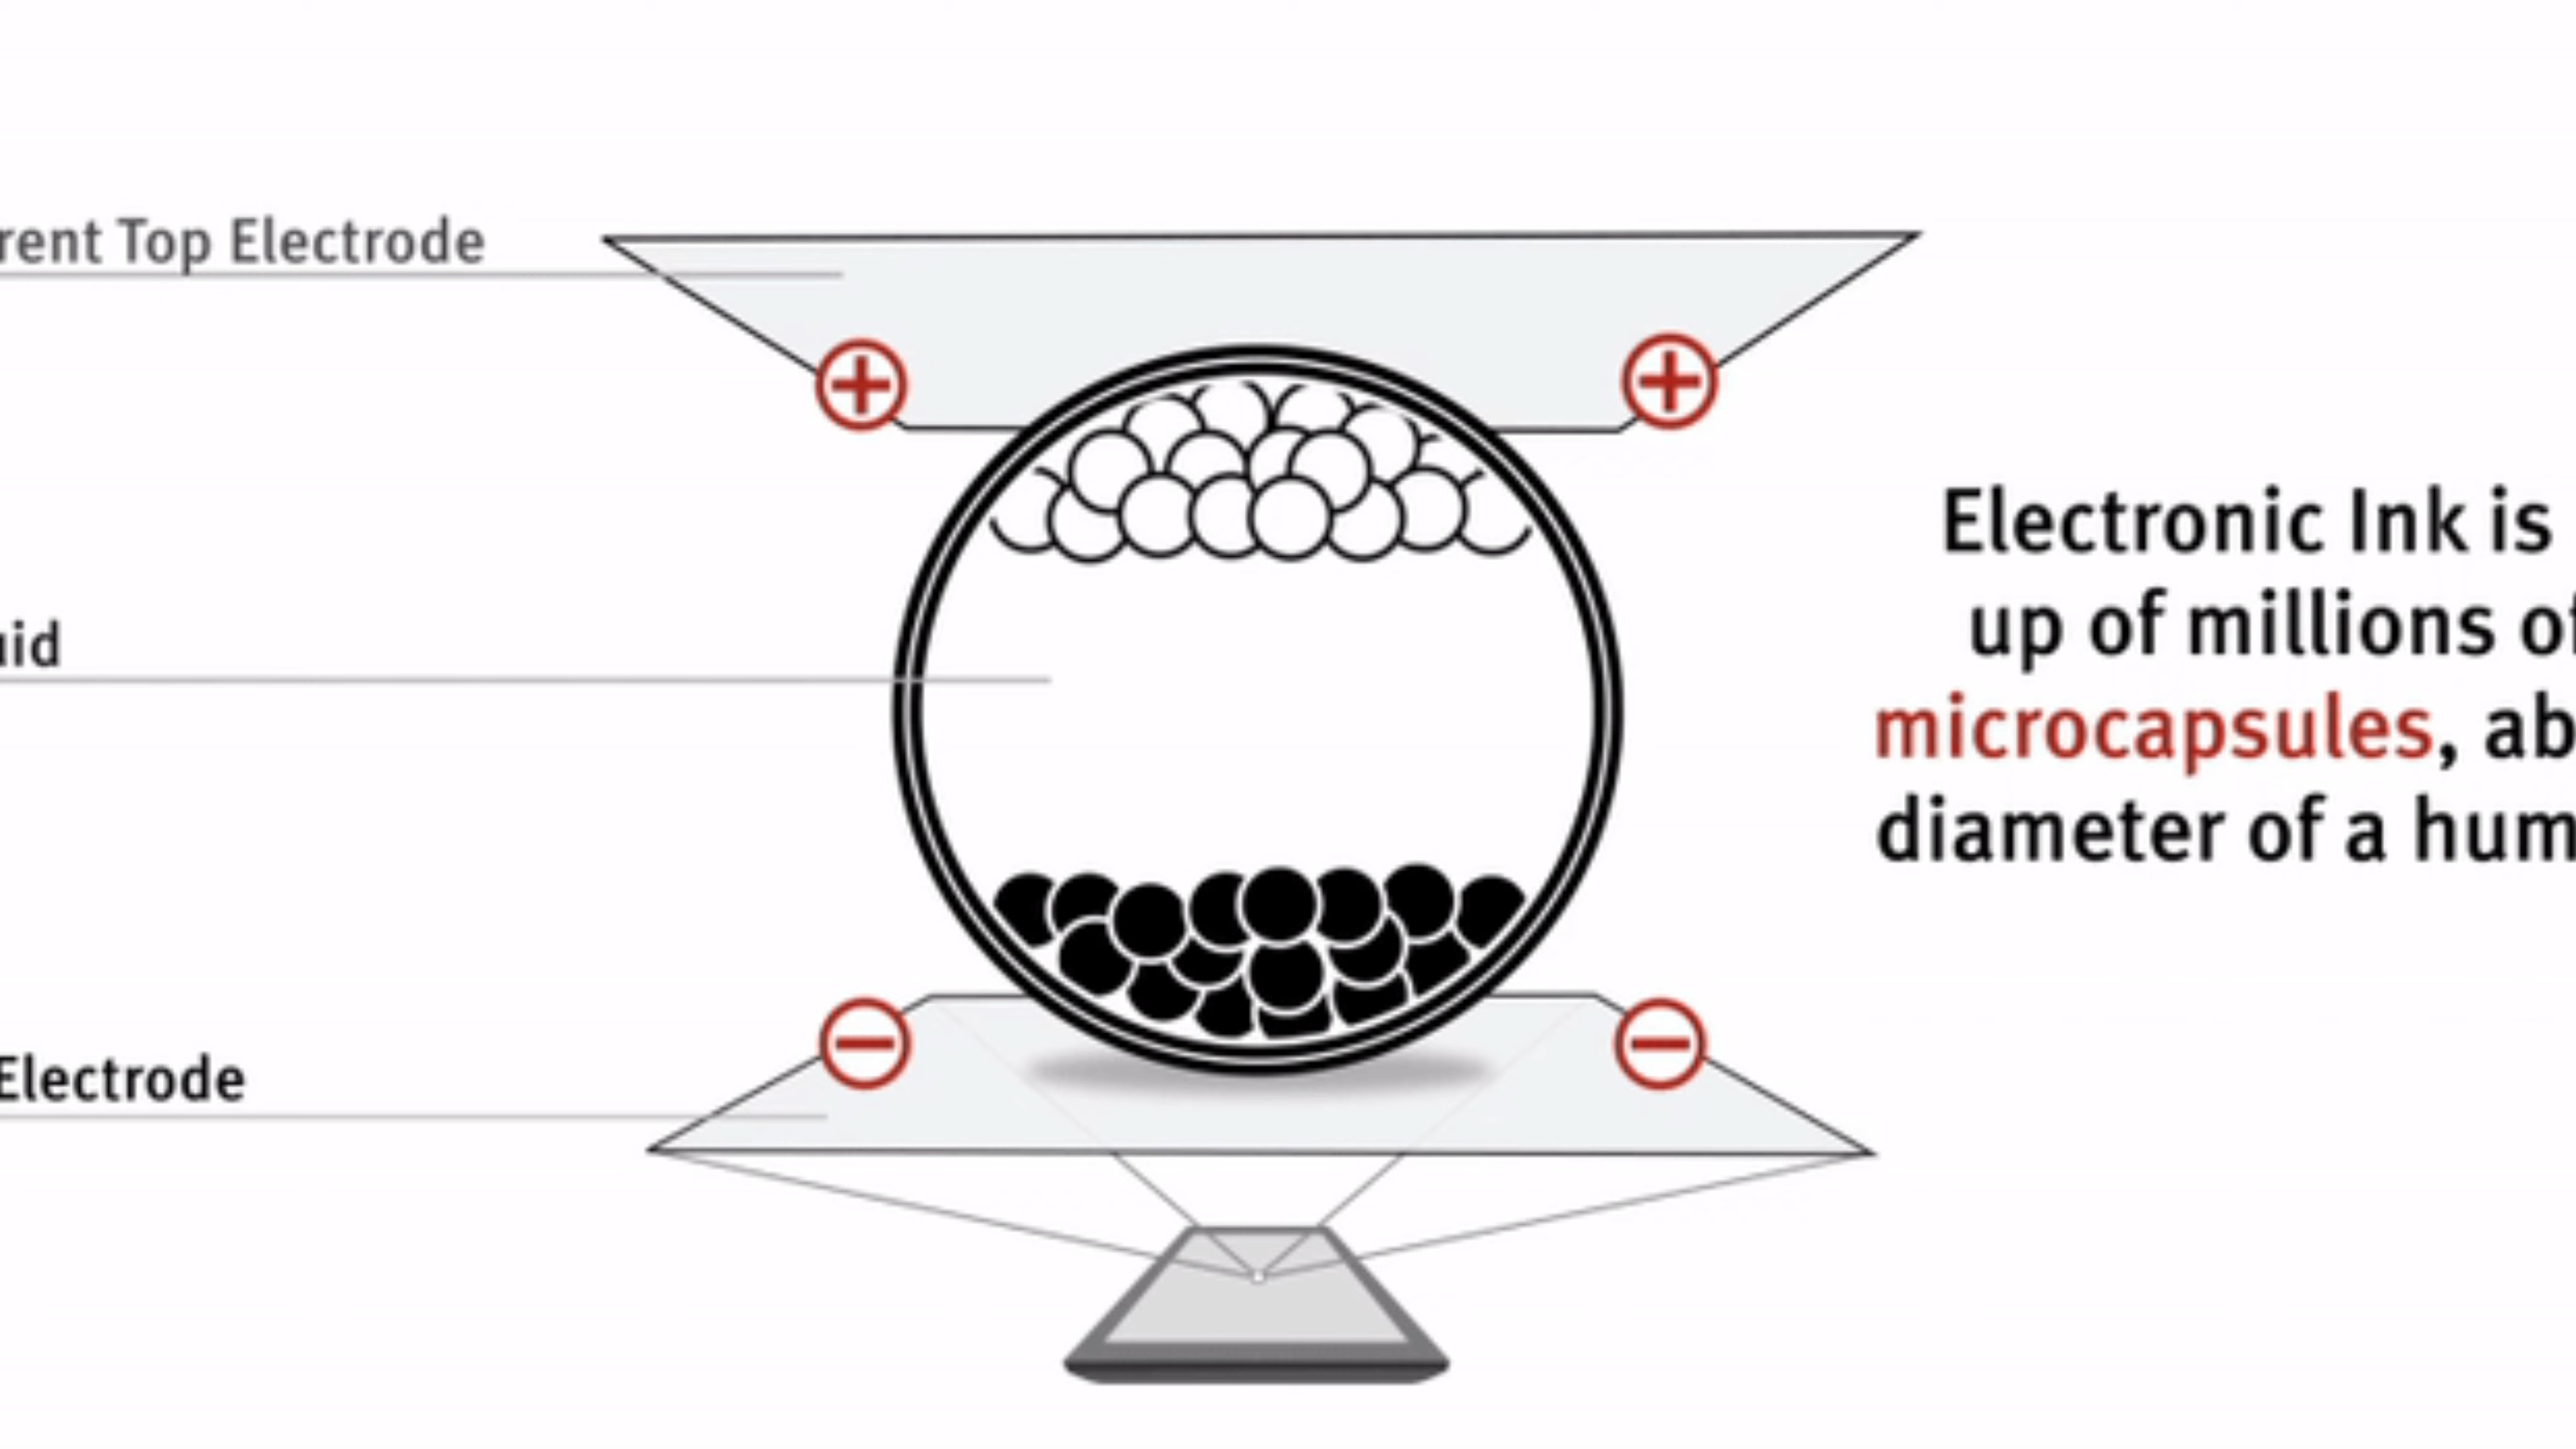 rent Top Electrode
uid
Electrode
Electronic Ink is
up of millions of
microcapsules, ab
diameter of a hum